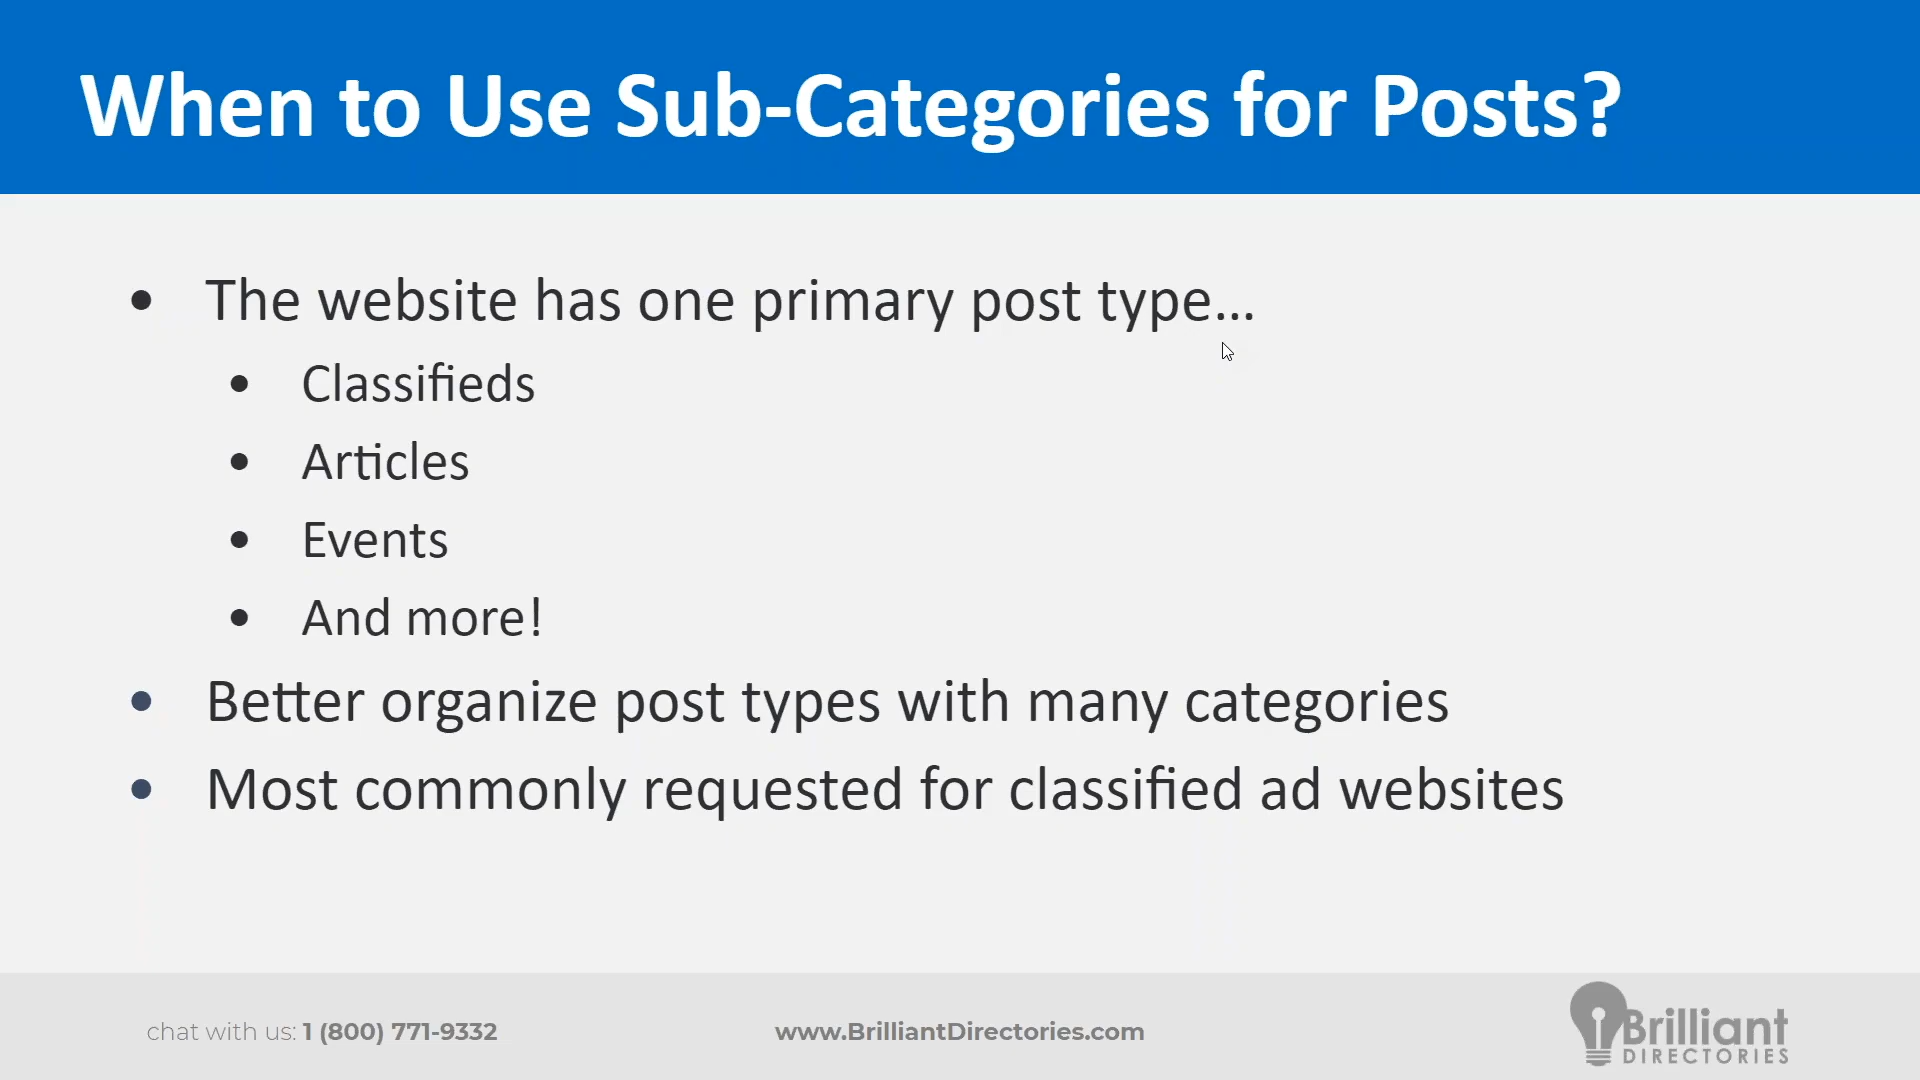 When to Use Sub-Categories for Posts?
• The website has one primary post type...
• Classifieds
• Articles
• Events
• And more!
• Better organize post types with many categories
• Most commonly requested for classified ad websites
chat with us: 1 (800) 771-9332
www.BrilliantDirectories.com
Brilliant
DIRECTORIES